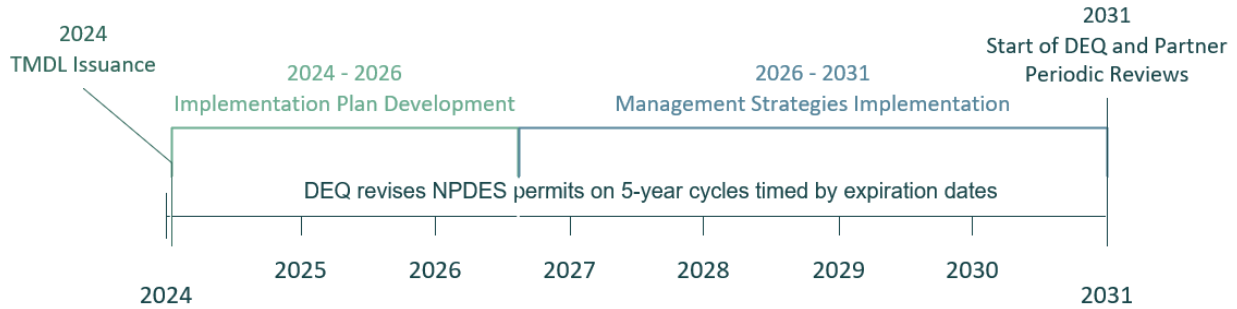 2024
TMDL Issuance
2024 - 2026
Implementation Plan Development
2026 - 2031
Management Strategies Implementation
2031
Start of DEQ and Partner
Periodic Reviews
DEQ revises NPDES permits on 5-year cycles timed by expiration dates
2024
2025
2026
2027
2028
2029
2030
2031